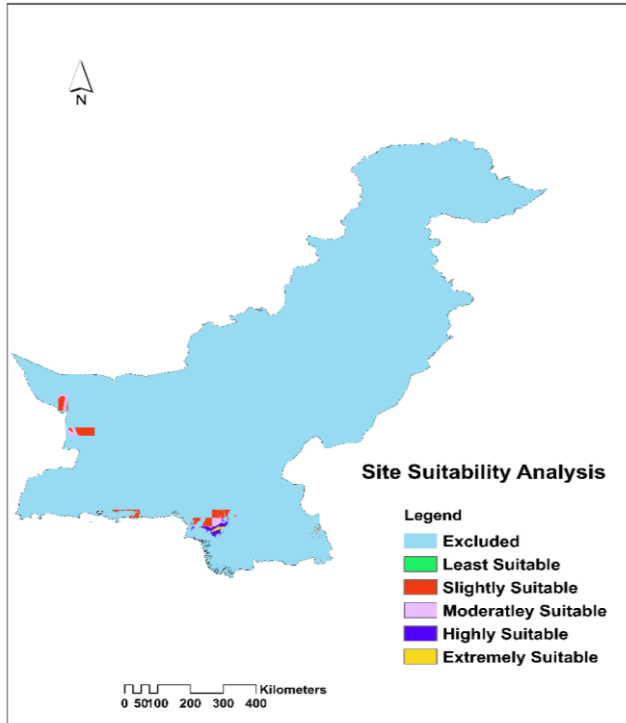 N
Site Suitability Analysis
Legend
Excluded
Least Suitable
Slightly Suitable
Moderatley Suitable
Highly Suitable
Extremely Suitable
Kilometers
0 50100 200 300 400